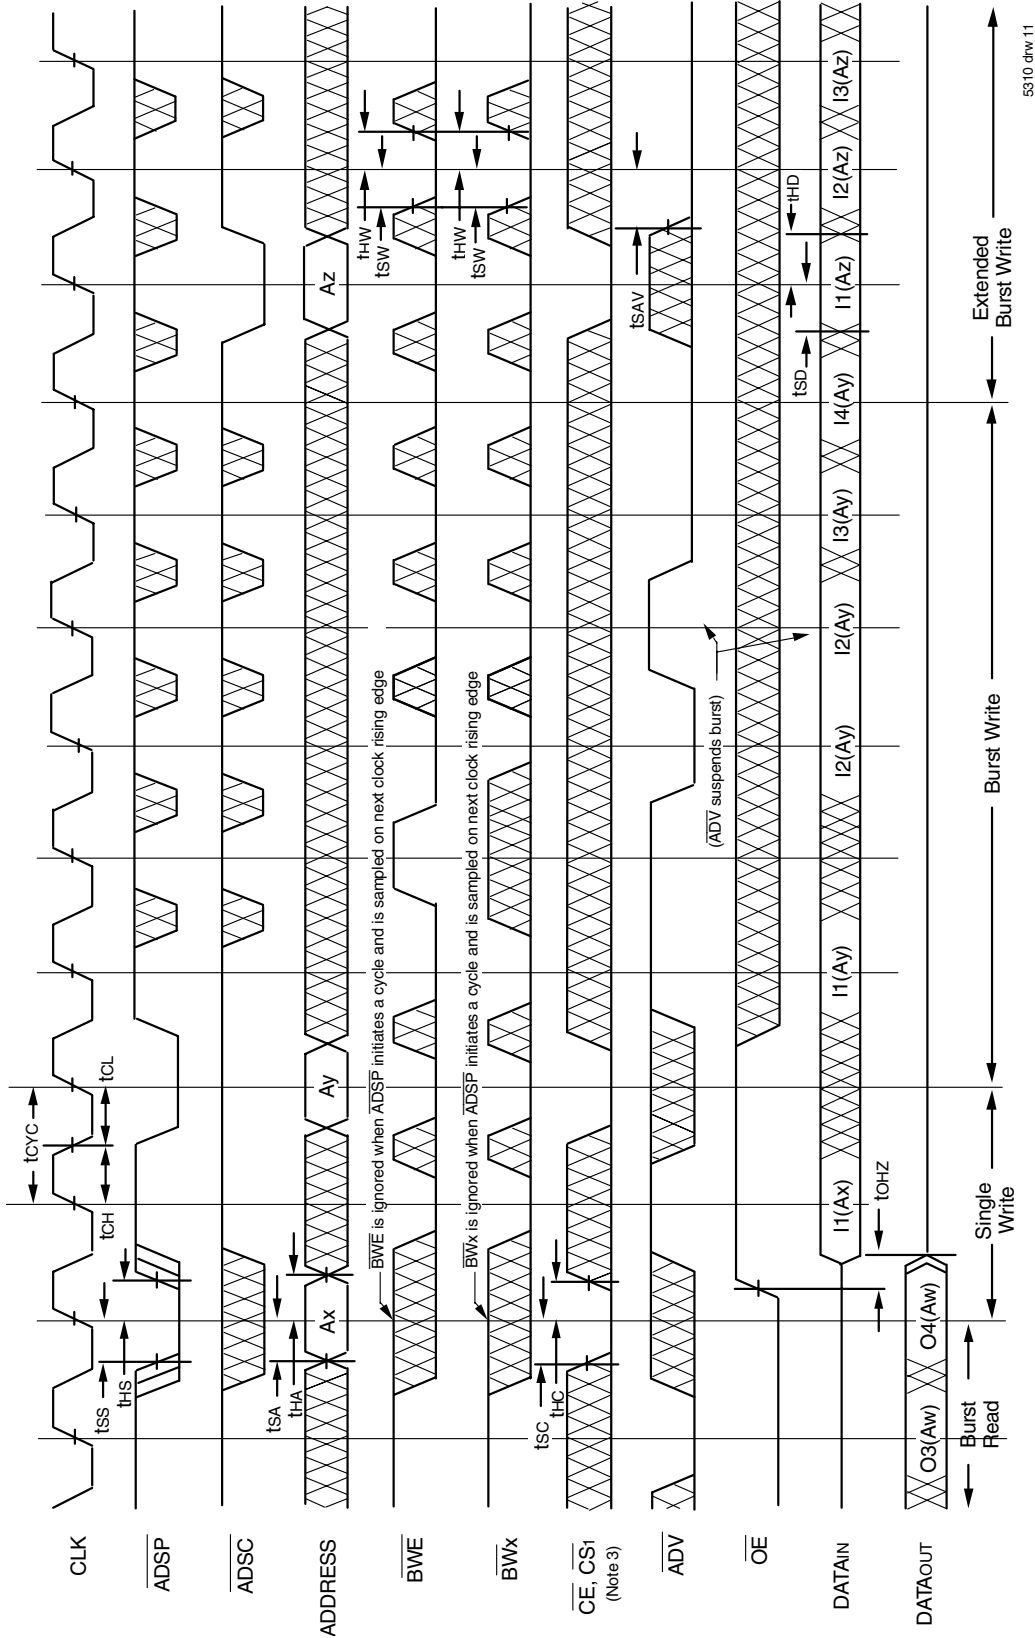 CLK
ADSP
ADSC
ADDRESS
BWE
BWx
CE, CS1
(Note 3)
ADV
OE
DATAIN
DATAOUT
tCYC
tCH
tCL
tSS
tHS
tSA
tHA
Ax
Ay
Az
BWE is ignored when ADSP initiates a cycle and is sampled on next clock rising edge
tHW
tSW
BWx is ignored when ADSP initiates a cycle and is sampled on next clock rising edge
tHW
tSW
tSC
tHC
tSAV
(ADV suspends burst)
tOHZ
tSD
tHD
I1(Ax)
I1(Ay)
I2(Ay)
I2(Ay)
I3(Ay)
I4(Ay)
I1(Az)
I2(Az)
I3(Az)
O3(Aw)
O4(Aw)
Burst
Read
Single
Write
Burst Write
Extended
Burst Write
5310 drw 11